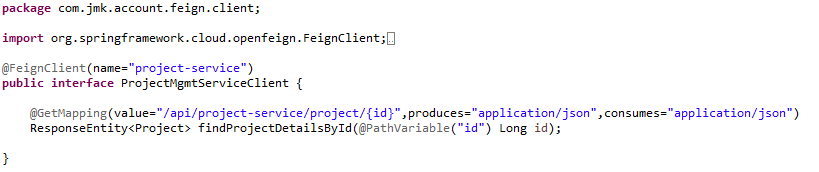 package com.jmk.account.feign.client;
import org.springframework.cloud.openfeign.FeignClient;
@FeignClient(name="project-service")
public interface ProjectMgmtServiceClient {
@GetMapping(value="/api/project-service/project/{id}",produces="application/json",consumes="application/json")
ResponseEntity<Project> findProjectDetailsById(@PathVariable("id") Long id);
}